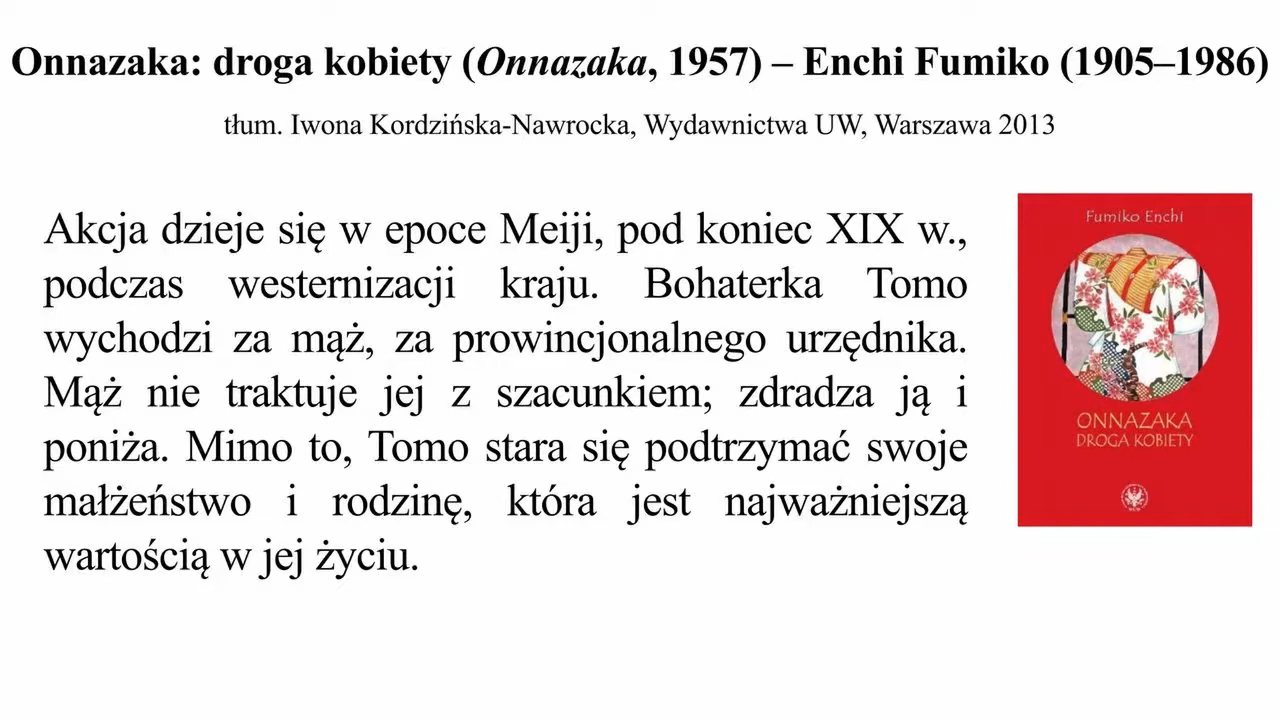 Onnazaka: droga kobiety (Onnazaka, 1957) – Enchi Fumiko (1905–1986)
tłum. Iwona Kordzińska-Nawrocka, Wydawnictwa UW, Warszawa 2013
Akcja dzieje się w epoce Meiji, pod koniec XIX w.,
podczas westernizacji kraju. Bohaterka Tomo
wychodzi za mąż, za prowincjonalnego urzędnika.
Mąż nie traktuje jej z szacunkiem; zdradza ją i
poniża. Mimo to, Tomo stara się podtrzymać swoje
małżeństwo i rodzinę, która jest najważniejszą
wartością w jej życiu.
Fumiko Enchi
ONNAZAKA
DROGA KOBIETY